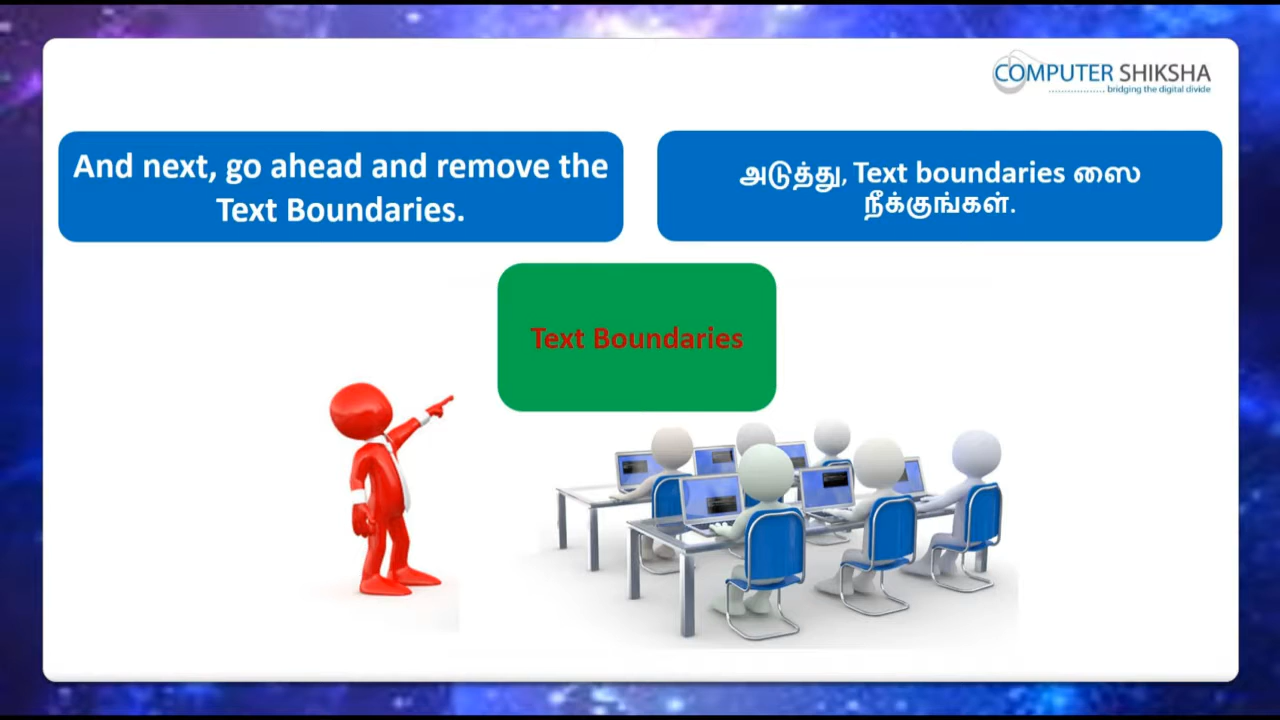 COMPUTER SHIKSHA
bridging the digital divide
And next, go ahead and remove the
Text Boundaries.
அடுத்து, Text boundaries ஸை
நீக்குங்கள்.
Text Boundaries